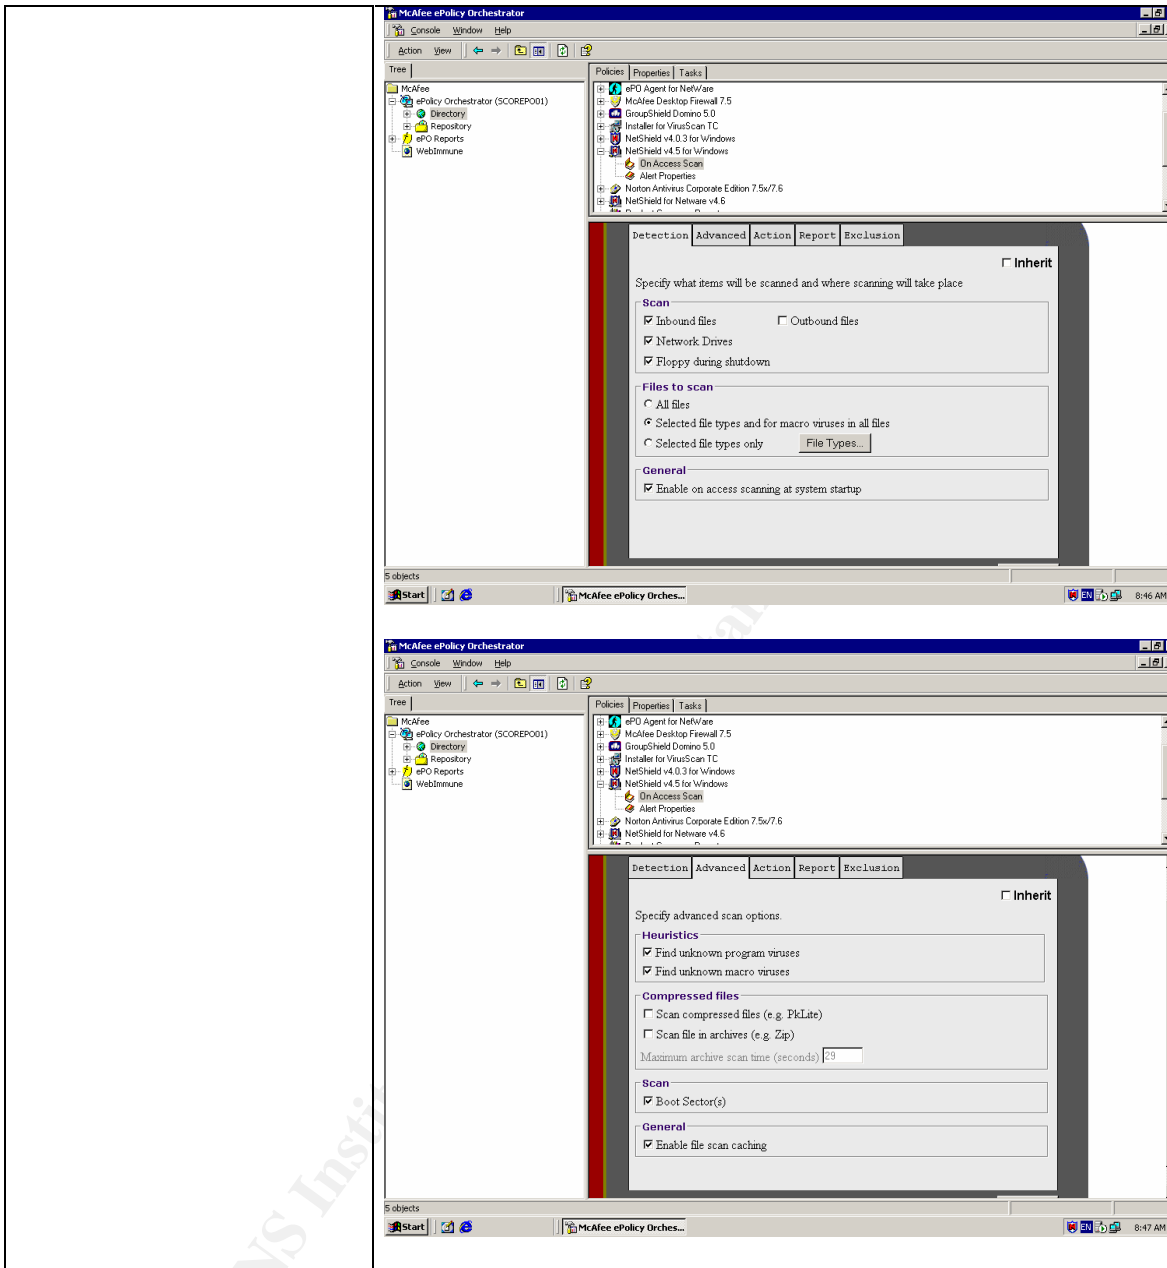 McAfee ePolicy Orchestrator
Console Window Help
Action View
Tree
Policies Properties Tasks
McAfee
ePolicy Orchestrator (SCOREPO01)
Directory
Repository
ePO Reports
WebImmune
ePO Agent for NetWare
McAfee Desktop Firewall 7.5
GroupShield Domino 5.0
Installer for VirusScan TC
NetShield v4.0.3 for Windows
NetShield v4.5 for Windows
On Access Scan
Alert Properties
Norton Antivirus Corporate Edition 7.5x/7.6
NetShield for Netware v4.6
Detection Advanced Action Report Exclusion
Inherit
Specify what items will be scanned and where scanning will take place
Scan
Inbound files Outbound files
Network Drives
Floppy during shutdown
Files to scan
All files
Selected file types and for macro viruses in all files
Selected file types only File Types...
General
Enable on access scanning at system startup
5 objects
Start McAfee ePolicy Orches... EN 8:46 AM
McAfee ePolicy Orchestrator
Console Window Help
Action View
Tree
Policies Properties Tasks
McAfee
ePolicy Orchestrator (SCOREPO01)
Directory
Repository
ePO Reports
WebImmune
ePO Agent for NetWare
McAfee Desktop Firewall 7.5
GroupShield Domino 5.0
Installer for VirusScan TC
NetShield v4.0.3 for Windows
NetShield v4.5 for Windows
On Access Scan
Alert Properties
Norton Antivirus Corporate Edition 7.5x/7.6
NetShield for Netware v4.6
Detection Advanced Action Report Exclusion
Inherit
Specify advanced scan options.
Heuristics
Find unknown program viruses
Find unknown macro viruses
Compressed files
Scan compressed files (e.g. PkLite)
Scan file in archives (e.g. Zip)
Maximum archive scan time (seconds) 29
Scan
Boot Sector(s)
General
Enable file scan caching
5 objects
Start McAfee ePolicy Orches... EN 8:47 AM